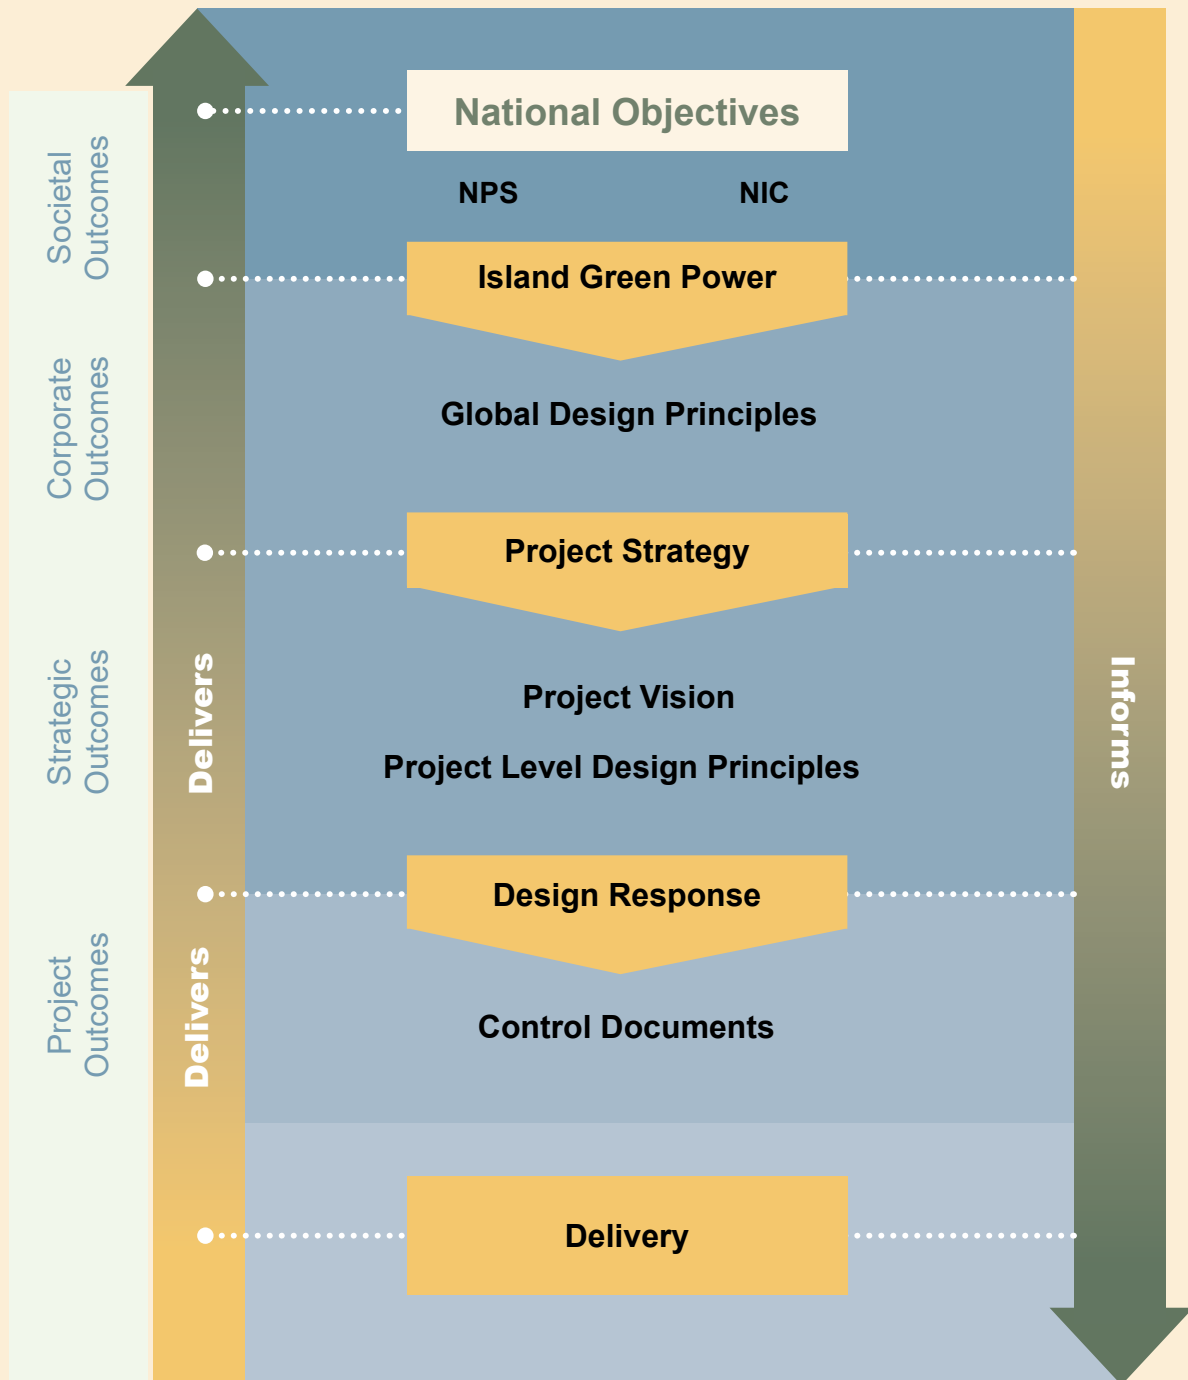 National Objectives
NPS
NIC
Island Green Power
Global Design Principles
Project Strategy
Project Vision
Project Level Design Principles
Design Response
Control Documents
Delivery
Societal
Outcomes
Corporate
Outcomes
Strategic
Outcomes
Project
Outcomes
Delivers
Delivers
Informs